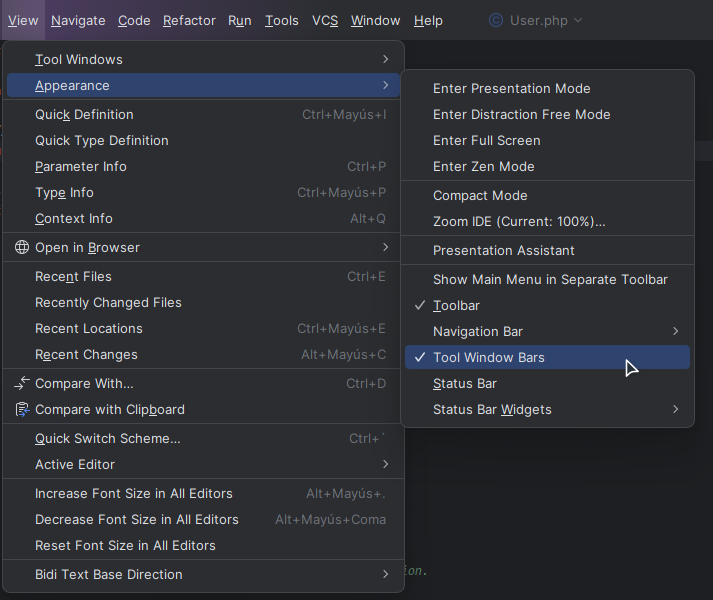 View Navigate Code Refactor Run Tools VCS Window Help User.php
Tool Windows
Appearance
Quick Definition Ctrl+Mayús+I
Quick Type Definition
Parameter Info Ctrl+P
Type Info Ctrl+Mayús+P
Context Info Alt+Q
Open in Browser
Recent Files Ctrl+E
Recently Changed Files
Recent Locations Ctrl+Mayús+E
Recent Changes Alt+Mayús+C
Compare With... Ctrl+D
Compare with Clipboard
Quick Switch Scheme... Ctrl+`
Active Editor
Increase Font Size in All Editors Alt+Mayús+.
Decrease Font Size in All Editors Alt+Mayús+Coma
Reset Font Size in All Editors
Bidi Text Base Direction
Enter Presentation Mode
Enter Distraction Free Mode
Enter Full Screen
Enter Zen Mode
Compact Mode
Zoom IDE (Current: 100%)...
Presentation Assistant
Show Main Menu in Separate Toolbar
Toolbar
Navigation Bar
Tool Window Bars
Status Bar
Status Bar Widgets
ion.